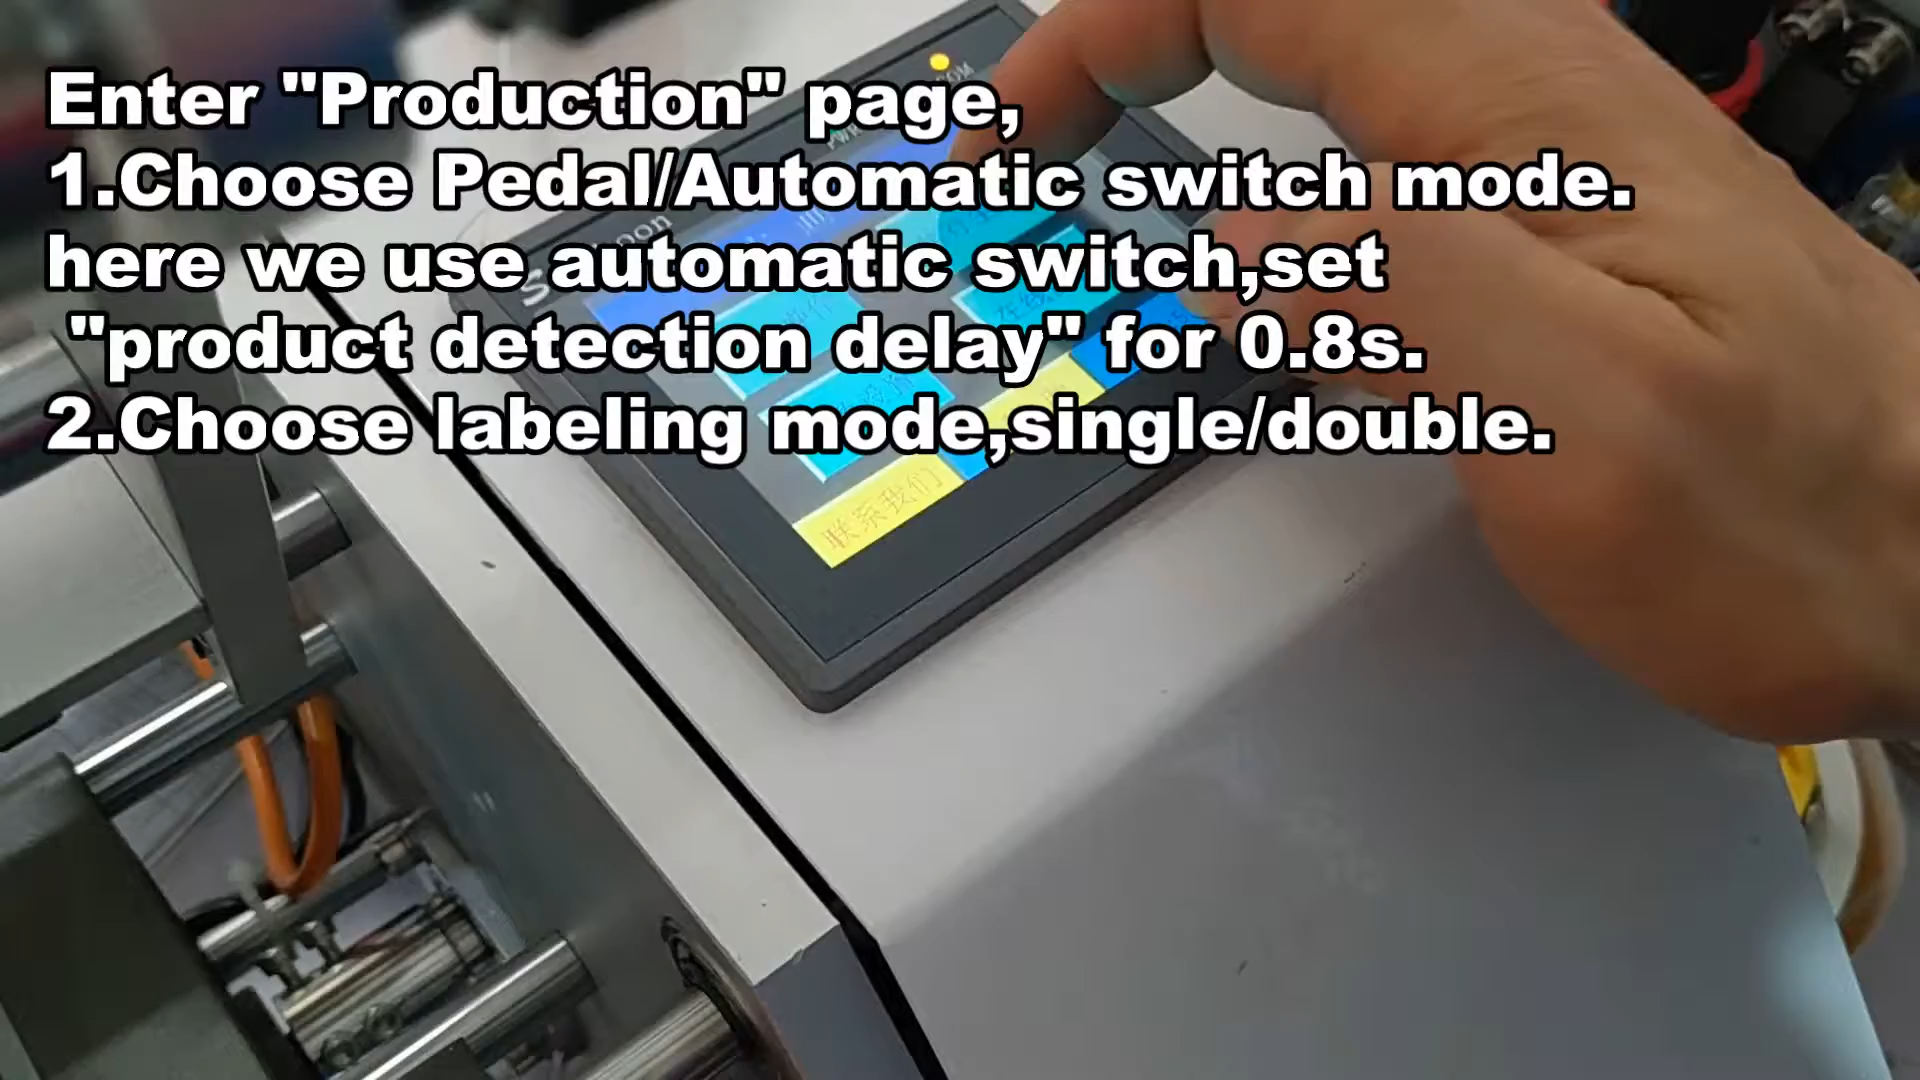 Enter "Production" page,
1.Choose Pedal/Automatic switch mode.
here we use automatic switch,set
"product detection delay" for 0.8s.
2.Choose labeling mode,single/double.
联系我们